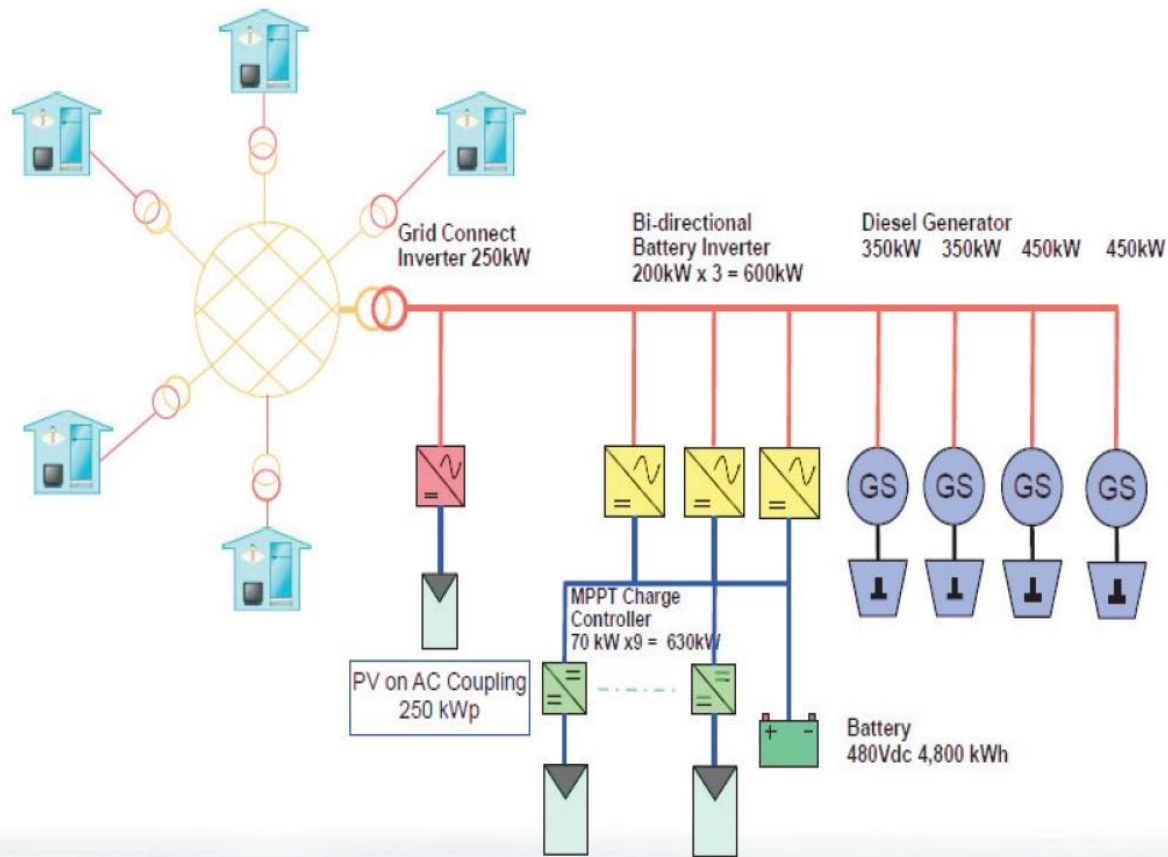 Grid Connect
Inverter 250kW
Bi-directional
Battery Inverter
200kW x 3 = 600kW
Diesel Generator
350kW 350kW 450kW 450kW
GS GS GS GS
MPPT Charge
Controller
70 kW x9 = 630kW
PV on AC Coupling
250 kWp
Battery
480Vdc 4,800 kWh